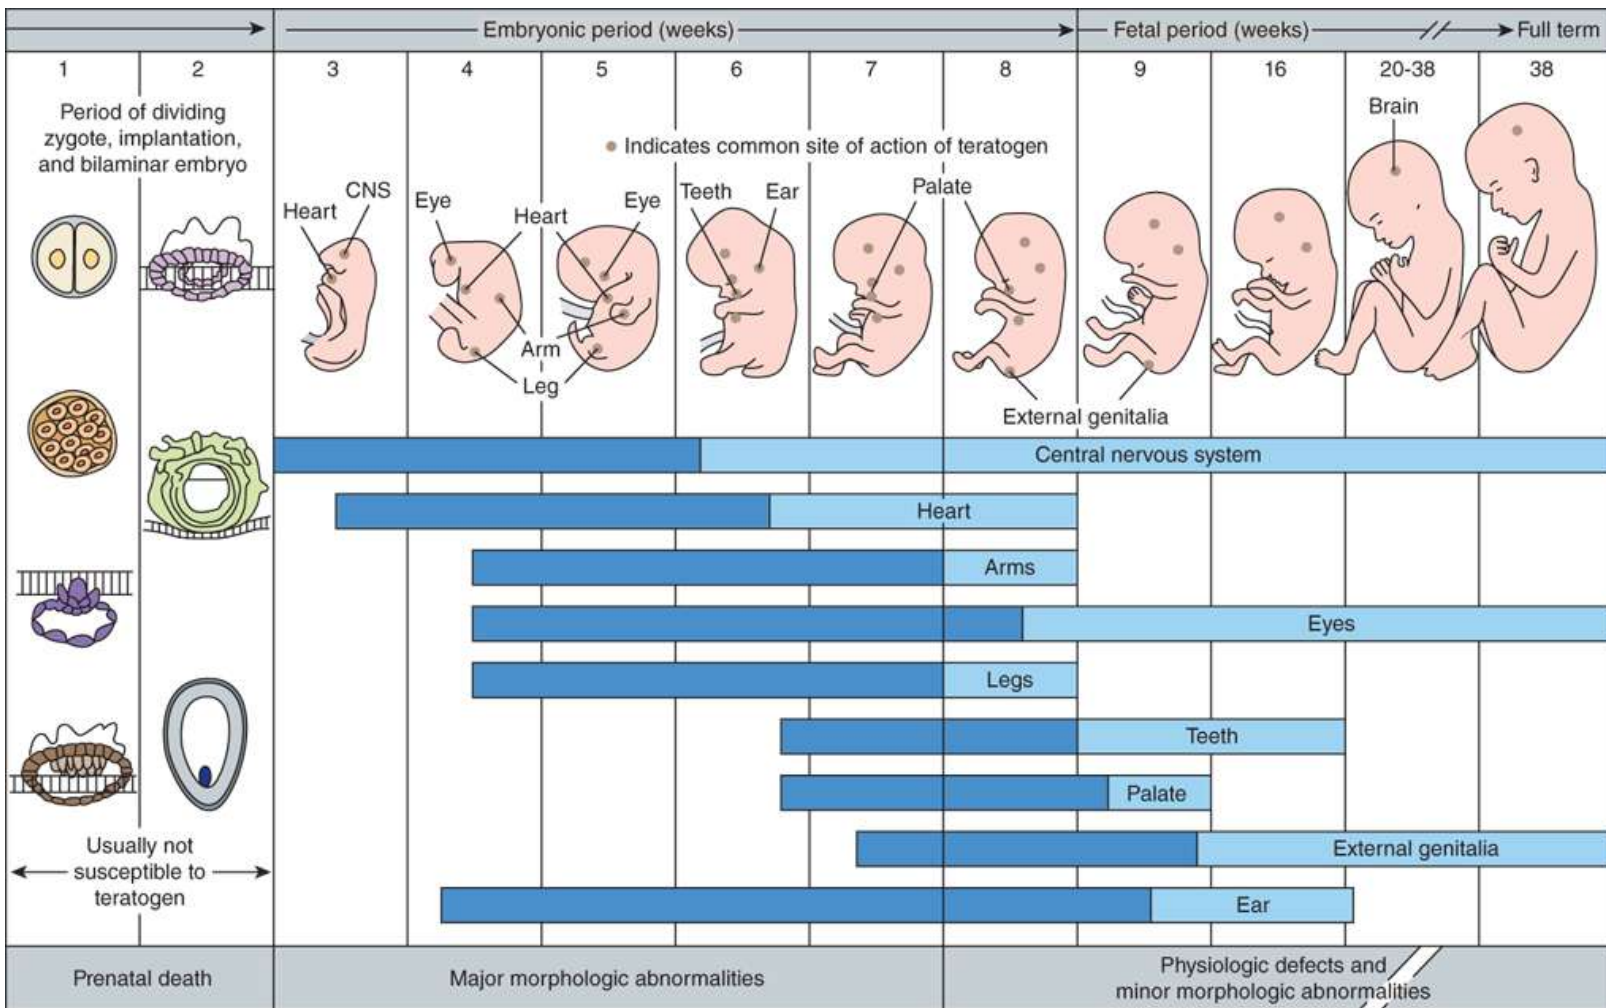 Embryonic period (weeks)
Fetal period (weeks)
Full term
1
2
3
4
5
6
7
8
9
16
20-38
38
Period of dividing
zygote, implantation,
and bilaminar embryo
Indicates common site of action of teratogen
Brain
CNS
Heart
Eye
Heart
Eye
Teeth
Ear
Palate
Arm
Leg
External genitalia
Central nervous system
Heart
Arms
Eyes
Legs
Teeth
Palate
External genitalia
Ear
Usually not
susceptible to
teratogen
Prenatal death
Major morphologic abnormalities
Physiologic defects and
minor morphologic abnormalities